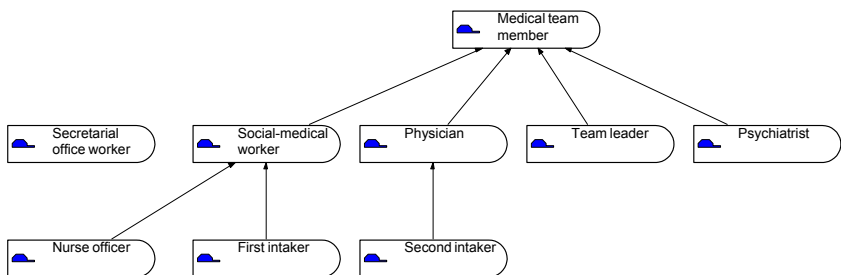 Medical team
member
Secretarial
office worker
Social-medical
worker
Physician
Team leader
Psychiatrist
Nurse officer
First intaker
Second intaker